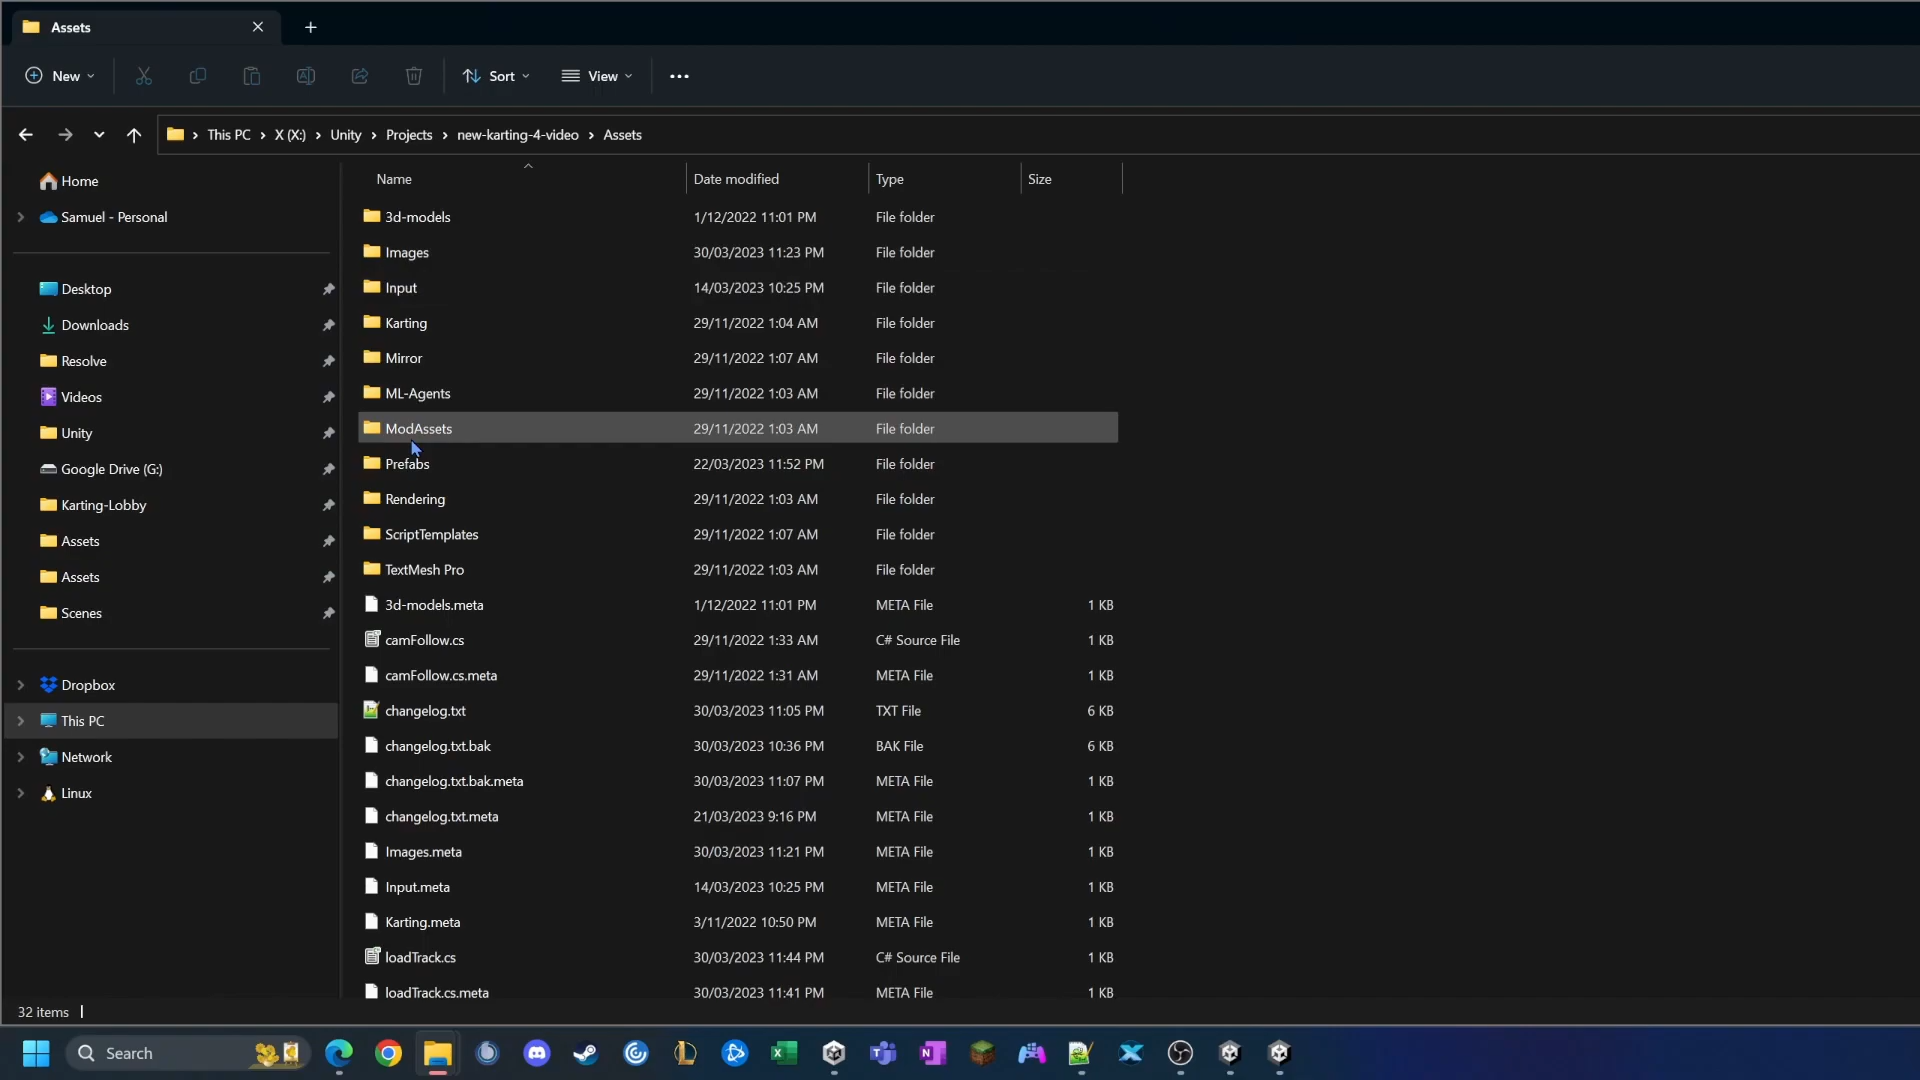 Assets
New
Sort
View
This PC > X (X:) > Unity > Projects > new-karting-4-video > Assets
Home
Samuel - Personal
Desktop
Downloads
Resolve
Videos
Unity
Google Drive (G:)
Karting-Lobby
Assets
Assets
Scenes
Dropbox
This PC
Network
Linux
Name Date modified Type Size
3d-models 1/12/2022 11:01 PM File folder
Images 30/03/2023 11:23 PM File folder
Input 14/03/2023 10:25 PM File folder
Karting 29/11/2022 1:04 AM File folder
Mirror 29/11/2022 1:07 AM File folder
ML-Agents 29/11/2022 1:03 AM File folder
ModAssets 29/11/2022 1:03 AM File folder
Prefabs 22/03/2023 11:52 PM File folder
Rendering 29/11/2022 1:03 AM File folder
ScriptTemplates 29/11/2022 1:07 AM File folder
TextMesh Pro 29/11/2022 1:03 AM File folder
3d-models.meta 1/12/2022 11:01 PM META File 1 KB
camFollow.cs 29/11/2022 1:33 AM C# Source File 1 KB
camFollow.cs.meta 29/11/2022 1:31 AM META File 1 KB
changelog.txt 30/03/2023 11:05 PM TXT File 6 KB
changelog.txt.bak 30/03/2023 10:36 PM BAK File 6 KB
changelog.txt.bak.meta 30/03/2023 11:07 PM META File 1 KB
changelog.txt.meta 21/03/2023 9:16 PM META File 1 KB
Images.meta 30/03/2023 11:21 PM META File 1 KB
Input.meta 14/03/2023 10:25 PM META File 1 KB
Karting.meta 3/11/2022 10:50 PM META File 1 KB
loadTrack.cs 30/03/2023 11:44 PM C# Source File 1 KB
loadTrack.cs.meta 30/03/2023 11:41 PM META File 1 KB
32 items
Search